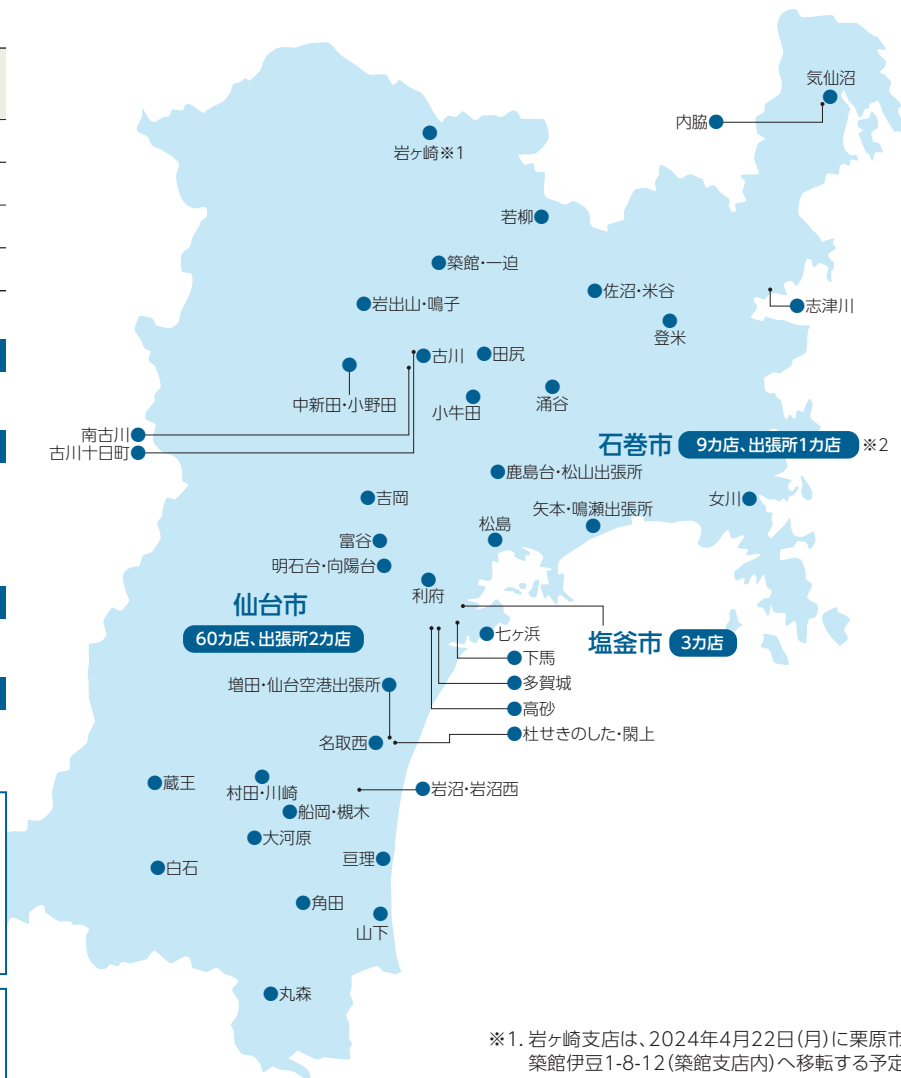 気仙沼
内脇
岩ヶ崎※1
若柳
築館・一迫
佐沼・米谷
岩出山・鳴子
志津川
登米
古川
田尻
中新田・小野田
小牛田
涌谷
南古川
古川十日町
石巻市 9カ店、出張所1カ店 ※2
鹿島台・松山出張所
吉岡
女川
矢本・鳴瀬出張所
松島
富谷
明石台・向陽台
利府
仙台市
60カ店、出張所2カ店
七ヶ浜
塩釜市 3カ店
下馬
多賀城
増田・仙台空港出張所
高砂
杜せきのした・閖上
名取西
蔵王
村田・川崎
岩沼・岩沼西
船岡・槻木
大河原
亘理
白石
角田
山下
丸森
※1. 岩ヶ崎支店は、2024年4月22日(月)に栗原市
築館伊豆1-8-12(築館支店内)へ移転する予定